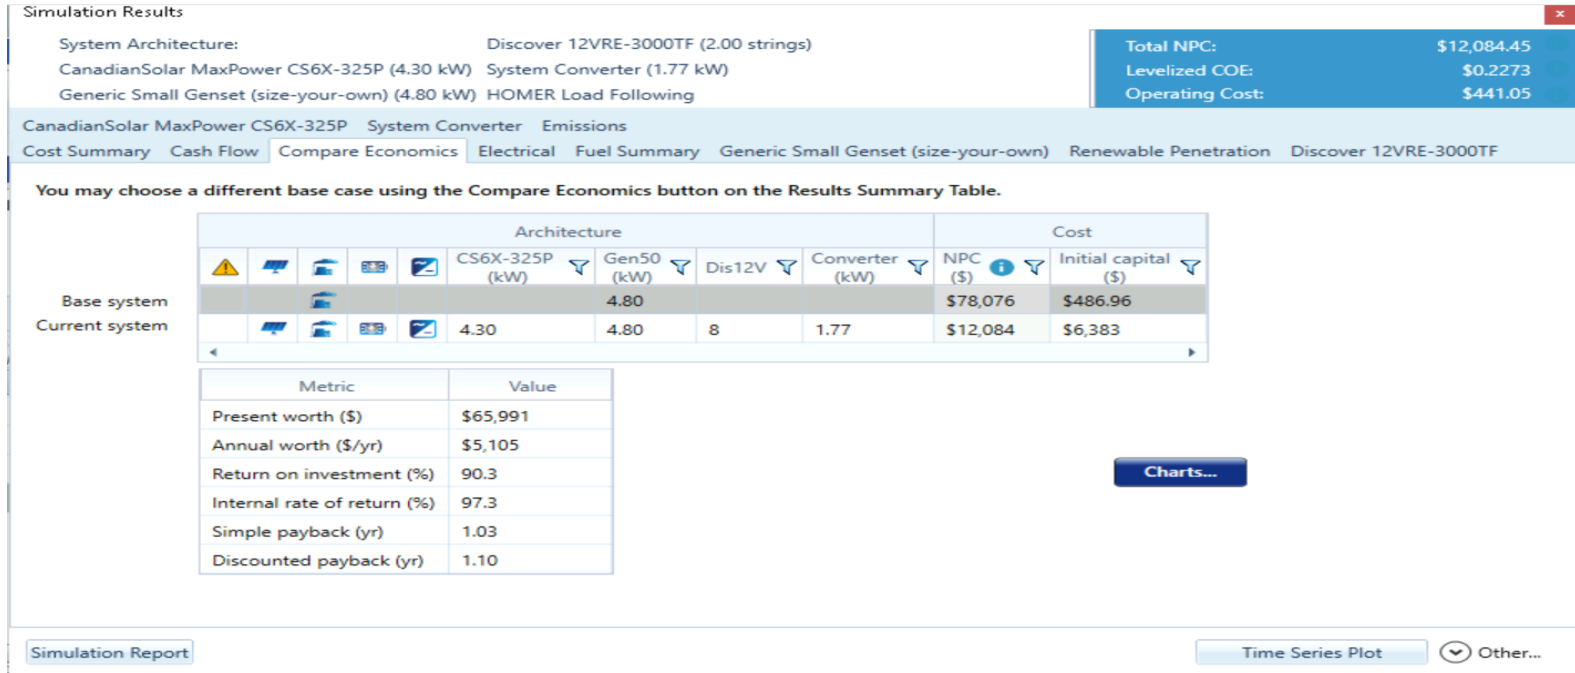 Simulation Results
System Architecture: Discover 12VRE-3000TF (2.00 strings) Total NPC: $12,084.45
CanadianSolar MaxPower CS6X-325P (4.30 kW) System Converter (1.77 kW) Levelized COE: $0.2273
Generic Small Genset (size-your-own) (4.80 kW) HOMER Load Following Operating Cost: $441.05
CanadianSolar MaxPower CS6X-325P System Converter Emissions
Cost Summary Cash Flow Compare Economics Electrical Fuel Summary Generic Small Genset (size-your-own) Renewable Penetration Discover 12VRE-3000TF
You may choose a different base case using the Compare Economics button on the Results Summary Table.
Architecture Cost
CS6X-325P (kW) Gen50 (kW) Dis12V Converter (kW) NPC ($) Initial capital ($)
Base system 4.80 $78,076 $486.96
Current system 4.30 4.80 8 1.77 $12,084 $6,383
Metric Value
Present worth ($) $65,991
Annual worth ($/yr) $5,105
Return on investment (%) 90.3
Internal rate of return (%) 97.3
Simple payback (yr) 1.03
Discounted payback (yr) 1.10
Charts...
Simulation Report Time Series Plot Other...